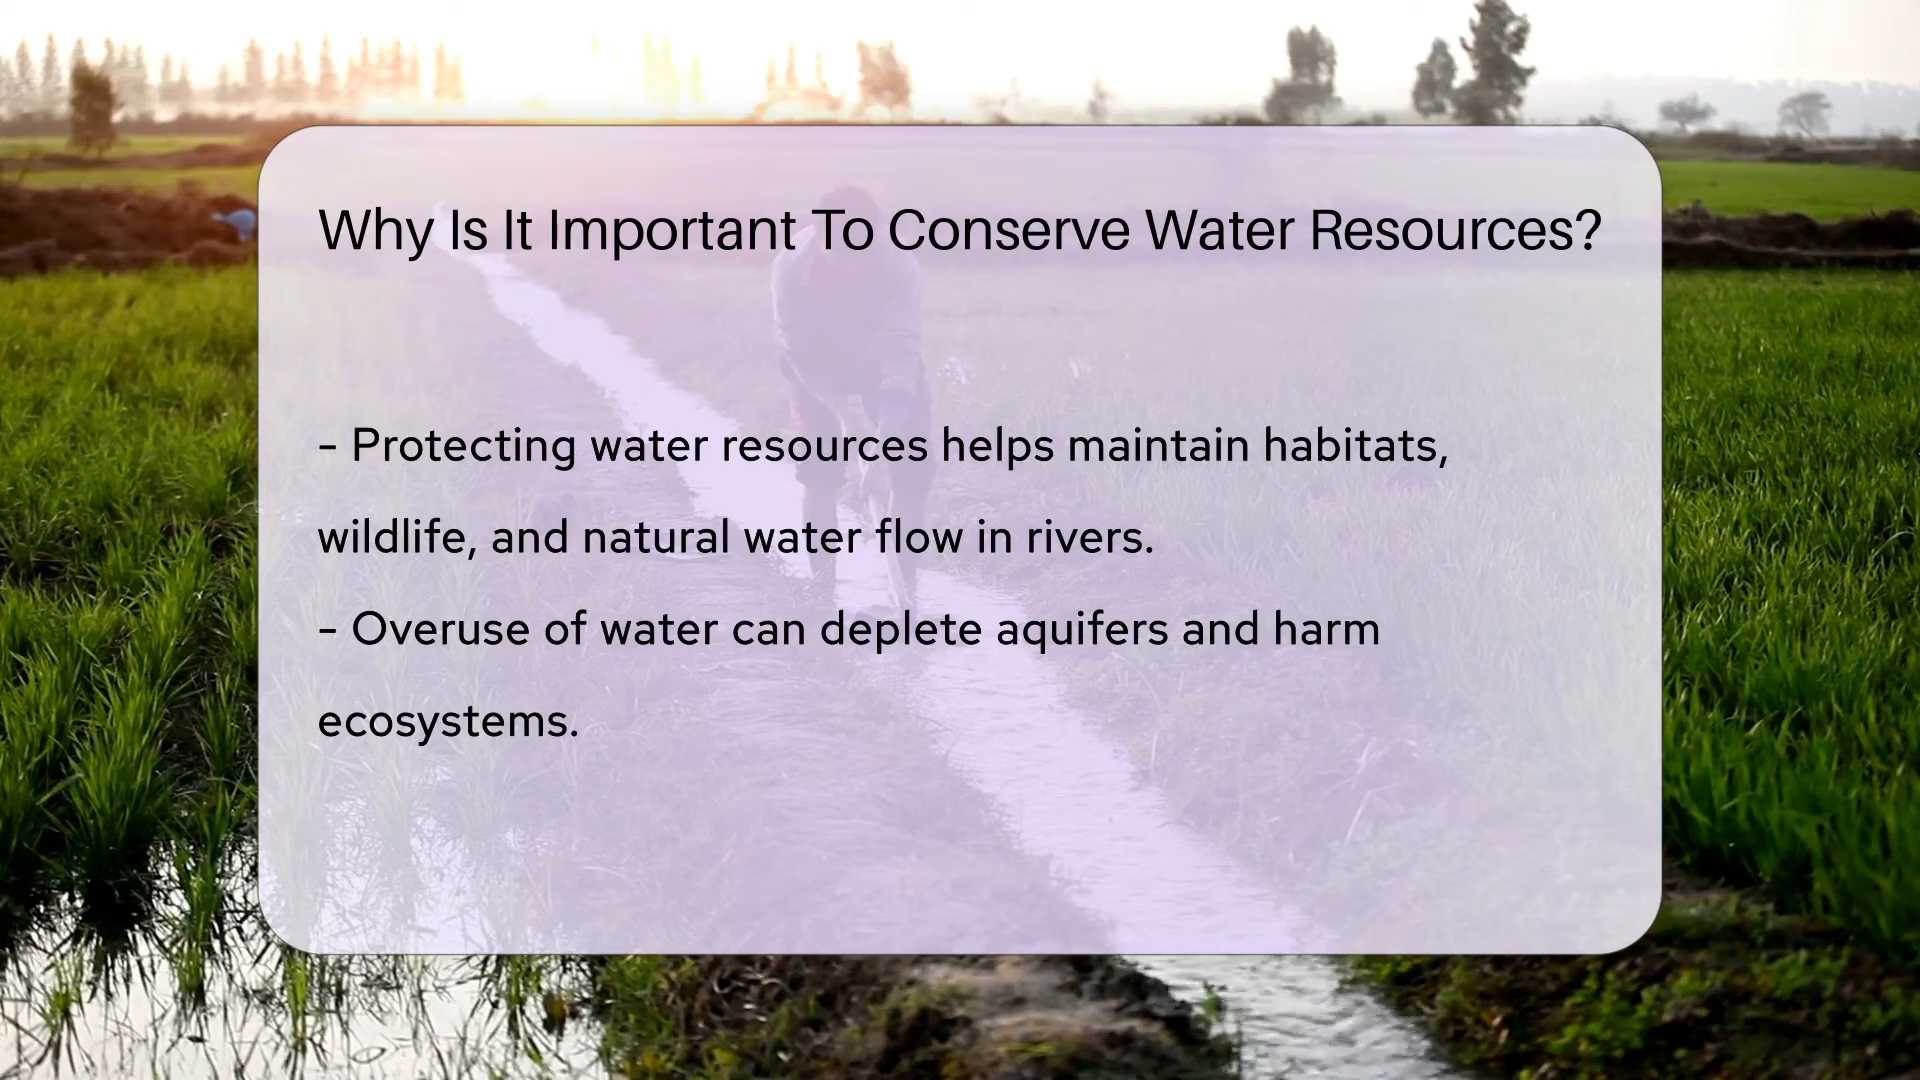 Why Is It Important To Conserve Water Resources?
- Protecting water resources helps maintain habitats,
wildlife, and natural water flow in rivers.
- Overuse of water can deplete aquifers and harm
ecosystems.